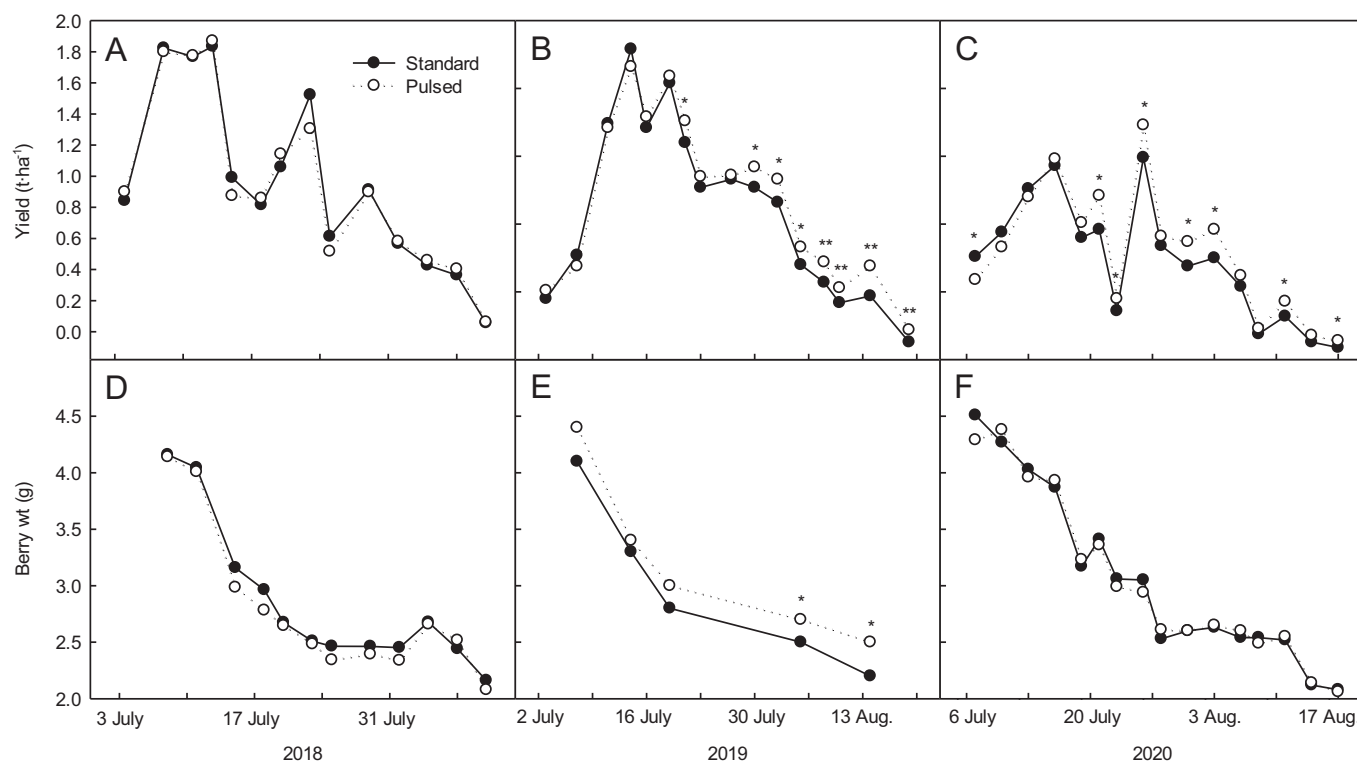 A
B
C
Standard
Pulsed
Yield (t·ha-1)
2.0
1.8
1.6
1.4
1.2
1.0
0.8
0.6
0.4
0.2
0.0
* * * * ** ** ** **
* * * * * * * *
D
E
F
* *
Berry wt (g)
4.5
4.0
3.5
3.0
2.5
2.0
3 July 17 July 31 July
2 July 16 July 30 July 13 Aug.
6 July 20 July 3 Aug. 17 Aug
2018
2019
2020